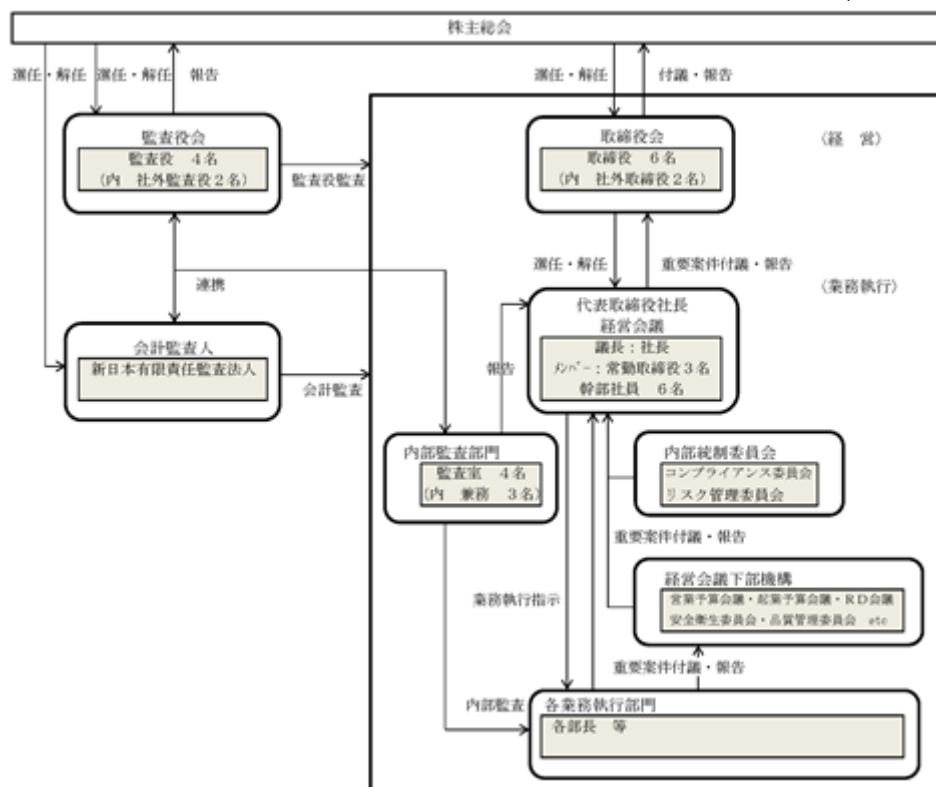 株主総会
選任・解任 選任・解任 報告
選任・解任 付議・報告
監査役会
監査役 4名
(内 社外監査役2名)
監査役監査
取締役会
取締役 6名
(内 社外取締役2名)
(経 営)
選任・解任 重要案件付議・報告
連携
(業務執行)
代表取締役社長
経営会議
議長:社長
メンバー:常勤取締役3名
幹部社員 6名
会計監査人
新日本有限責任監査法人
会計監査
報告
内部監査部門
監査室 4名
(内 兼務 3名)
内部統制委員会
コンプライアンス委員会
リスク管理委員会
重要案件付議・報告
経営会議下部機構
営業予算会議・起業予算会議・RD会議
安全衛生委員会・品質管理委員会 etc
業務執行指示
重要案件付議・報告
内部監査
各業務執行部門
各部長 等